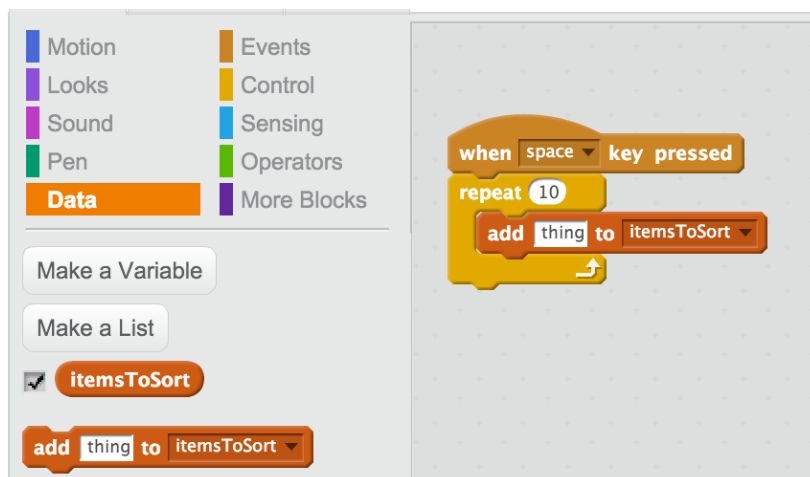 Motion
Looks
Sound
Pen
Data
Events
Control
Sensing
Operators
More Blocks
Make a Variable
Make a List
itemsToSort
add thing to itemsToSort
when space key pressed
repeat 10
add thing to itemsToSort